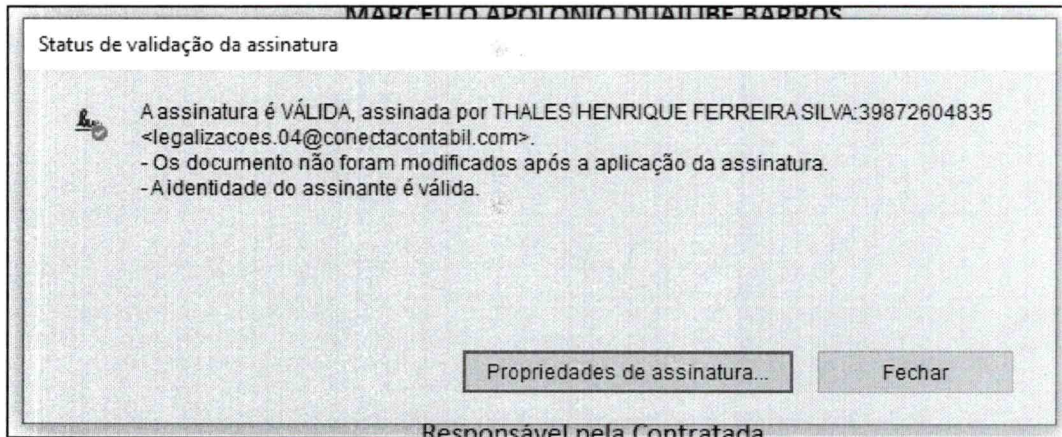 MARCELLO APOLONIO DUAILIBE BARROS
Status de validação da assinatura
A assinatura é VÁLIDA, assinada por THALES HENRIQUE FERREIRA SILVA:39872604835
<legalizacoes.04@conectacontabil.com>.
- Os documento não foram modificados após a aplicação da assinatura.
- A identidade do assinante é válida.
Propriedades de assinatura...
Fechar
Responsável pela Contratada